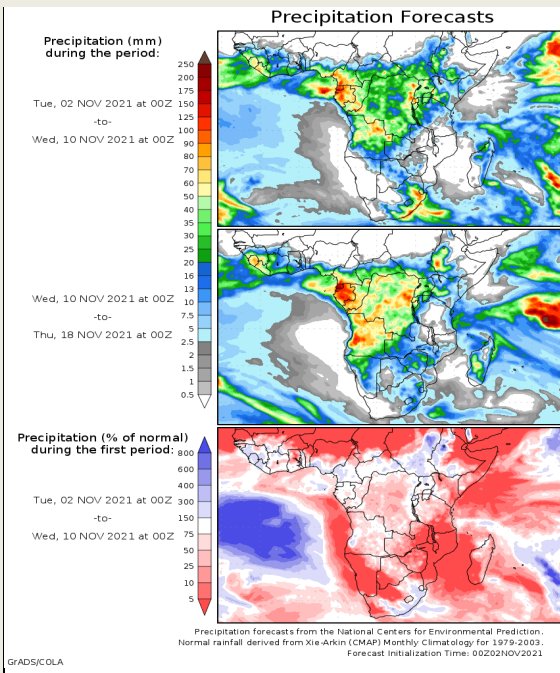 Precipitation Forecasts
Precipitation (mm)
during the period:
Tue, 02 NOV 2021 at 00Z
-to-
Wed, 10 NOV 2021 at 00Z
250
200
175
150
125
100
90
80
70
60
50
40
35
30
25
20
16
13
10
7.5
5
2.5
2
1.5
1
0.5
Wed, 10 NOV 2021 at 00Z
-to-
Thu, 18 NOV 2021 at 00Z
Precipitation (% of normal)
during the first period:
Tue, 02 NOV 2021 at 00Z
-to-
Wed, 10 NOV 2021 at 00Z
800
600
400
300
150
75
50
25
10
5
Precipitation forecasts from the National Centers for Environmental Prediction.
Normal rainfall derived from Xie-Arkin (CMAP) Monthly Climatology for 1979-2003.
Forecast Initialization Time: 00Z02NOV2021
GrADS/COLA